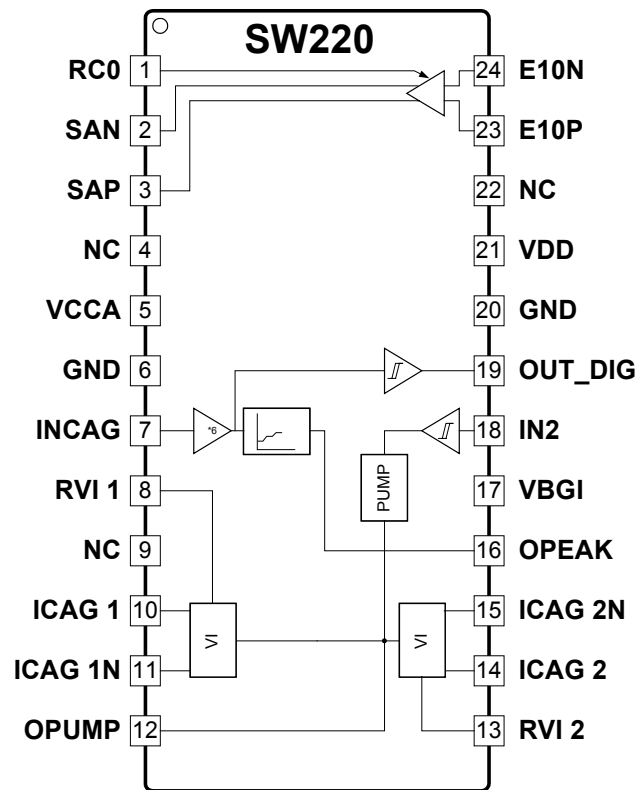 SW220
RC0 1 24 E10N
SAN 2 23 E10P
SAP 3 22 NC
NC 4 21 VDD
VCCA 5 20 GND
GND 6 19 OUT_DIG
INCAG 7 *6 18 IN2
RVI 1 8 PUMP 17 VBGI
NC 9 16 OPEAK
ICAG 1 10 VI VI 15 ICAG 2N
ICAG 1N 11 14 ICAG 2
OPUMP 12 13 RVI 2